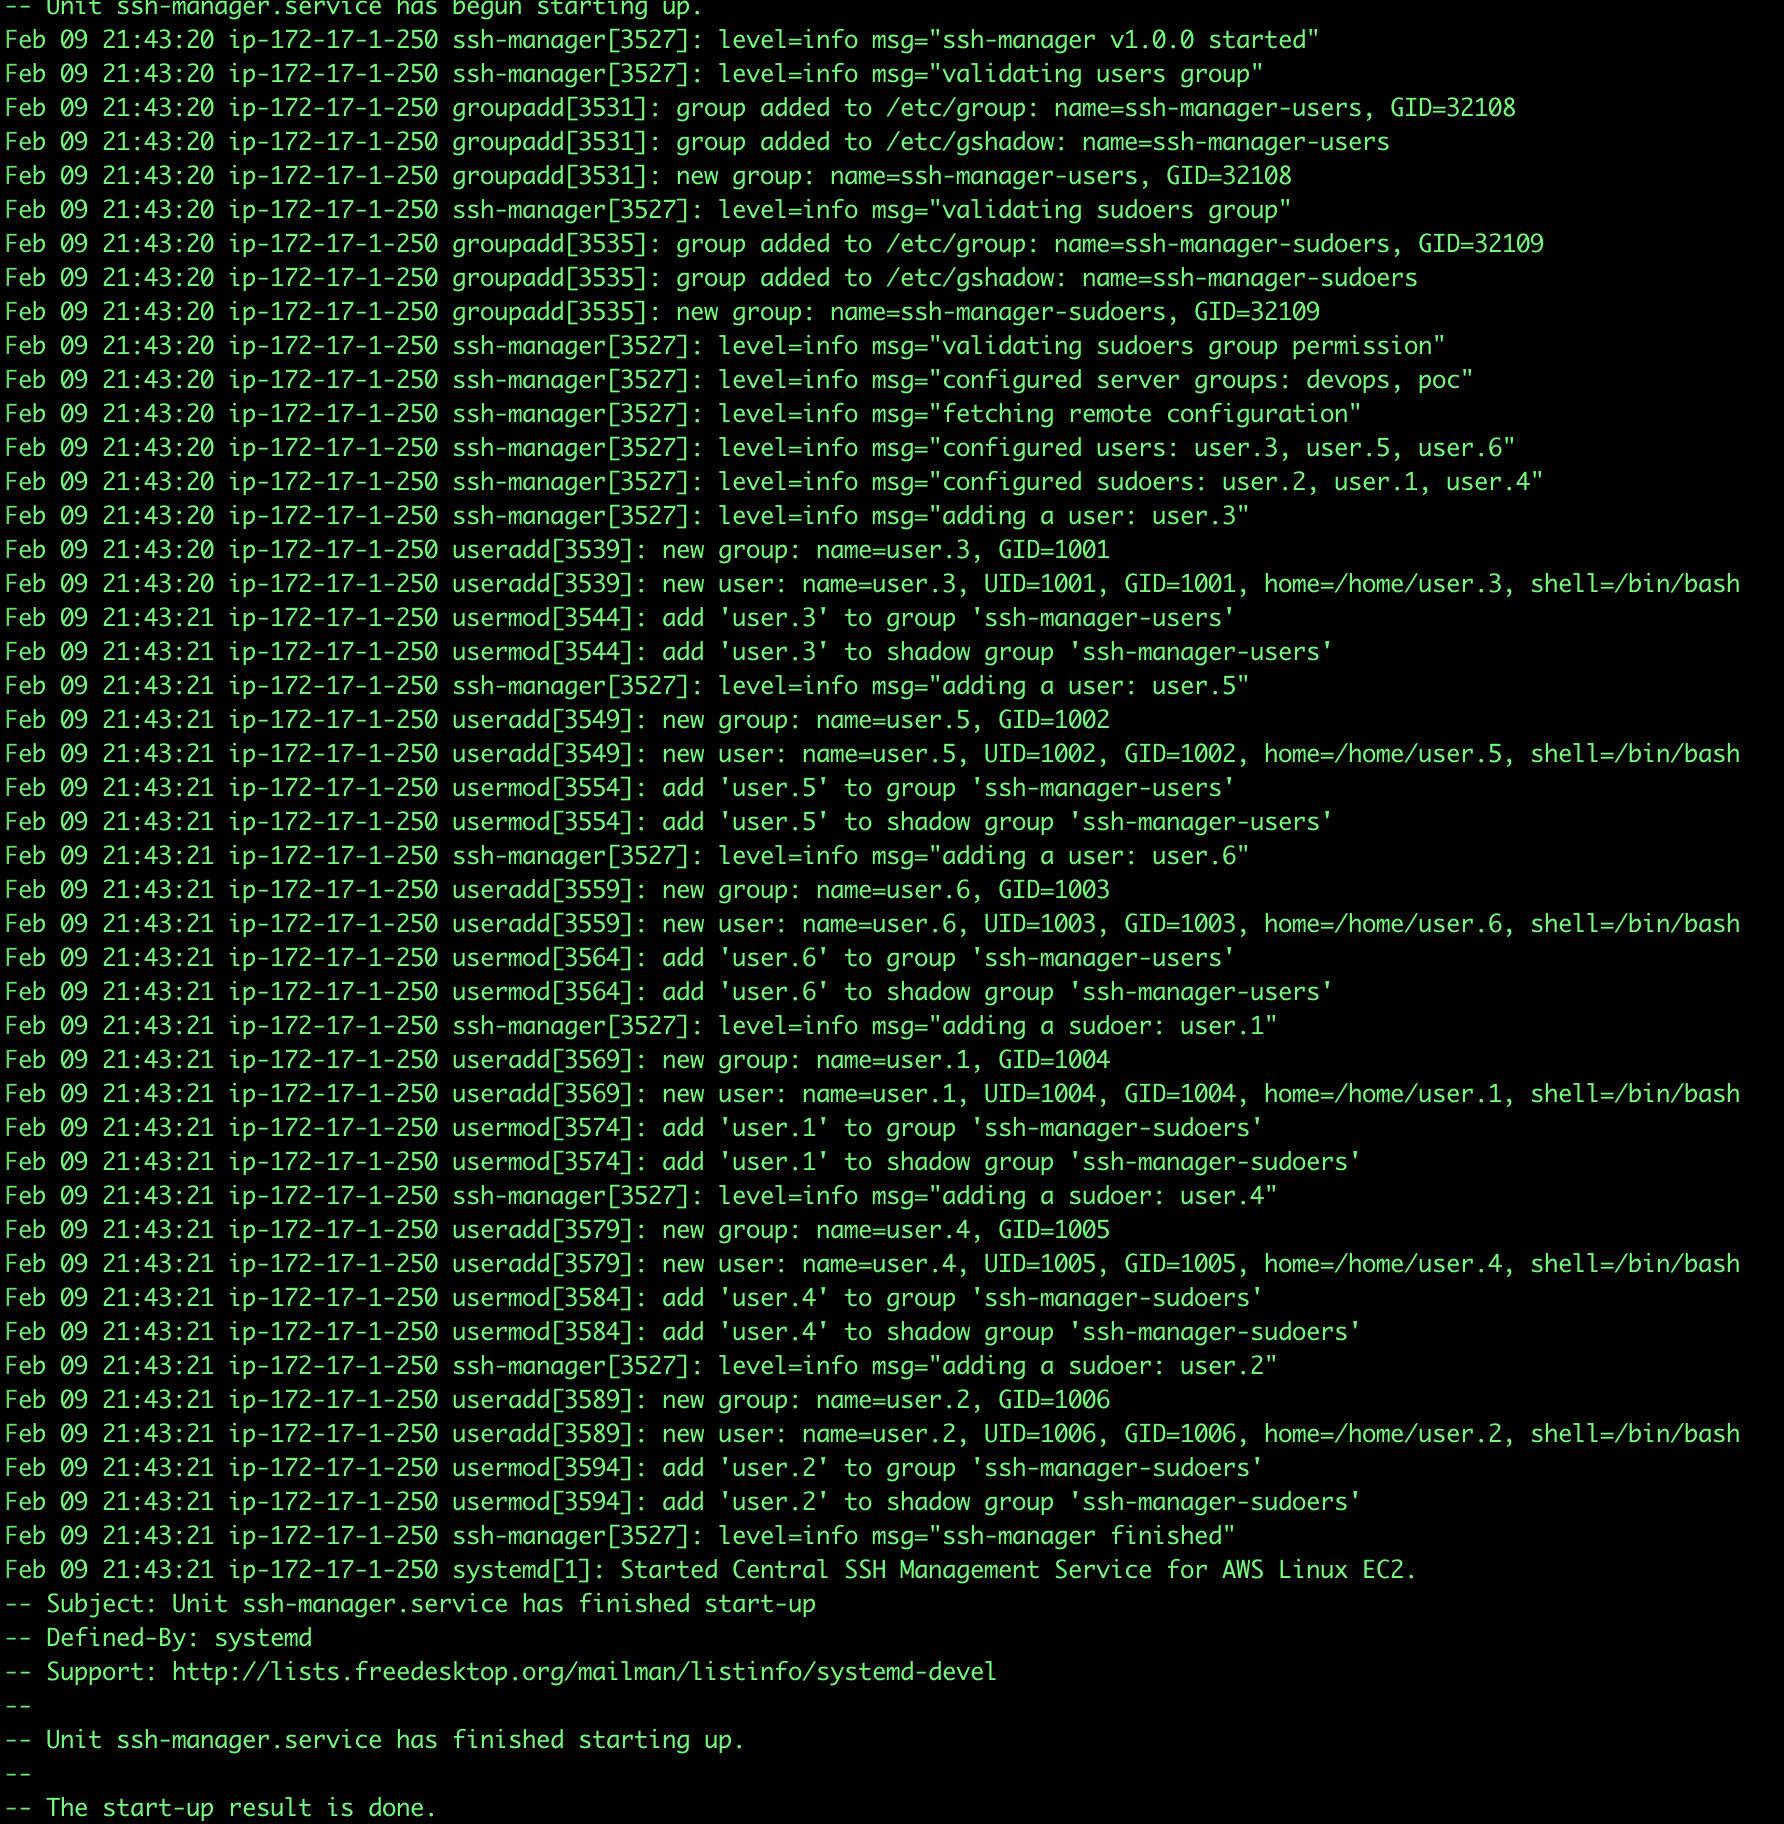 -- Unit ssh-manager.service has begun starting up.
Feb 09 21:43:20 ip-172-17-1-250 ssh-manager[3527]: level=info msg="ssh-manager v1.0.0 started"
Feb 09 21:43:20 ip-172-17-1-250 ssh-manager[3527]: level=info msg="validating users group"
Feb 09 21:43:20 ip-172-17-1-250 groupadd[3531]: group added to /etc/group: name=ssh-manager-users, GID=32108
Feb 09 21:43:20 ip-172-17-1-250 groupadd[3531]: group added to /etc/gshadow: name=ssh-manager-users
Feb 09 21:43:20 ip-172-17-1-250 groupadd[3531]: new group: name=ssh-manager-users, GID=32108
Feb 09 21:43:20 ip-172-17-1-250 ssh-manager[3527]: level=info msg="validating sudoers group"
Feb 09 21:43:20 ip-172-17-1-250 groupadd[3535]: group added to /etc/group: name=ssh-manager-sudoers, GID=32109
Feb 09 21:43:20 ip-172-17-1-250 groupadd[3535]: group added to /etc/gshadow: name=ssh-manager-sudoers
Feb 09 21:43:20 ip-172-17-1-250 groupadd[3535]: new group: name=ssh-manager-sudoers, GID=32109
Feb 09 21:43:20 ip-172-17-1-250 ssh-manager[3527]: level=info msg="validating sudoers group permission"
Feb 09 21:43:20 ip-172-17-1-250 ssh-manager[3527]: level=info msg="configured server groups: devops, poc"
Feb 09 21:43:20 ip-172-17-1-250 ssh-manager[3527]: level=info msg="fetching remote configuration"
Feb 09 21:43:20 ip-172-17-1-250 ssh-manager[3527]: level=info msg="configured users: user.3, user.5, user.6"
Feb 09 21:43:20 ip-172-17-1-250 ssh-manager[3527]: level=info msg="configured sudoers: user.2, user.1, user.4"
Feb 09 21:43:20 ip-172-17-1-250 ssh-manager[3527]: level=info msg="adding a user: user.3"
Feb 09 21:43:20 ip-172-17-1-250 useradd[3539]: new group: name=user.3, GID=1001
Feb 09 21:43:20 ip-172-17-1-250 useradd[3539]: new user: name=user.3, UID=1001, GID=1001, home=/home/user.3, shell=/bin/bash
Feb 09 21:43:21 ip-172-17-1-250 usermod[3544]: add 'user.3' to group 'ssh-manager-users'
Feb 09 21:43:21 ip-172-17-1-250 usermod[3544]: add 'user.3' to shadow group 'ssh-manager-users'
Feb 09 21:43:21 ip-172-17-1-250 ssh-manager[3527]: level=info msg="adding a user: user.5"
Feb 09 21:43:21 ip-172-17-1-250 useradd[3549]: new group: name=user.5, GID=1002
Feb 09 21:43:21 ip-172-17-1-250 useradd[3549]: new user: name=user.5, UID=1002, GID=1002, home=/home/user.5, shell=/bin/bash
Feb 09 21:43:21 ip-172-17-1-250 usermod[3554]: add 'user.5' to group 'ssh-manager-users'
Feb 09 21:43:21 ip-172-17-1-250 usermod[3554]: add 'user.5' to shadow group 'ssh-manager-users'
Feb 09 21:43:21 ip-172-17-1-250 ssh-manager[3527]: level=info msg="adding a user: user.6"
Feb 09 21:43:21 ip-172-17-1-250 useradd[3559]: new group: name=user.6, GID=1003
Feb 09 21:43:21 ip-172-17-1-250 useradd[3559]: new user: name=user.6, UID=1003, GID=1003, home=/home/user.6, shell=/bin/bash
Feb 09 21:43:21 ip-172-17-1-250 usermod[3564]: add 'user.6' to group 'ssh-manager-users'
Feb 09 21:43:21 ip-172-17-1-250 usermod[3564]: add 'user.6' to shadow group 'ssh-manager-users'
Feb 09 21:43:21 ip-172-17-1-250 ssh-manager[3527]: level=info msg="adding a sudoer: user.1"
Feb 09 21:43:21 ip-172-17-1-250 useradd[3569]: new group: name=user.1, GID=1004
Feb 09 21:43:21 ip-172-17-1-250 useradd[3569]: new user: name=user.1, UID=1004, GID=1004, home=/home/user.1, shell=/bin/bash
Feb 09 21:43:21 ip-172-17-1-250 usermod[3574]: add 'user.1' to group 'ssh-manager-sudoers'
Feb 09 21:43:21 ip-172-17-1-250 usermod[3574]: add 'user.1' to shadow group 'ssh-manager-sudoers'
Feb 09 21:43:21 ip-172-17-1-250 ssh-manager[3527]: level=info msg="adding a sudoer: user.4"
Feb 09 21:43:21 ip-172-17-1-250 useradd[3579]: new group: name=user.4, GID=1005
Feb 09 21:43:21 ip-172-17-1-250 useradd[3579]: new user: name=user.4, UID=1005, GID=1005, home=/home/user.4, shell=/bin/bash
Feb 09 21:43:21 ip-172-17-1-250 usermod[3584]: add 'user.4' to group 'ssh-manager-sudoers'
Feb 09 21:43:21 ip-172-17-1-250 usermod[3584]: add 'user.4' to shadow group 'ssh-manager-sudoers'
Feb 09 21:43:21 ip-172-17-1-250 ssh-manager[3527]: level=info msg="adding a sudoer: user.2"
Feb 09 21:43:21 ip-172-17-1-250 useradd[3589]: new group: name=user.2, GID=1006
Feb 09 21:43:21 ip-172-17-1-250 useradd[3589]: new user: name=user.2, UID=1006, GID=1006, home=/home/user.2, shell=/bin/bash
Feb 09 21:43:21 ip-172-17-1-250 usermod[3594]: add 'user.2' to group 'ssh-manager-sudoers'
Feb 09 21:43:21 ip-172-17-1-250 usermod[3594]: add 'user.2' to shadow group 'ssh-manager-sudoers'
Feb 09 21:43:21 ip-172-17-1-250 ssh-manager[3527]: level=info msg="ssh-manager finished"
Feb 09 21:43:21 ip-172-17-1-250 systemd[1]: Started Central SSH Management Service for AWS Linux EC2.
-- Subject: Unit ssh-manager.service has finished start-up
-- Defined-By: systemd
-- Support: http://lists.freedesktop.org/mailman/listinfo/systemd-devel
--
-- Unit ssh-manager.service has finished starting up.
--
-- The start-up result is done.